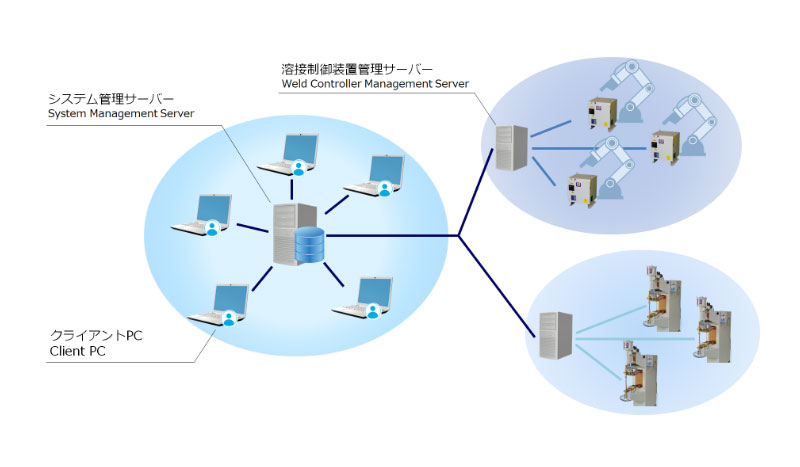 溶接制御装置管理サーバー
Weld Controller Management Server
システム管理サーバー
System Management Server
クライアントPC
Client PC